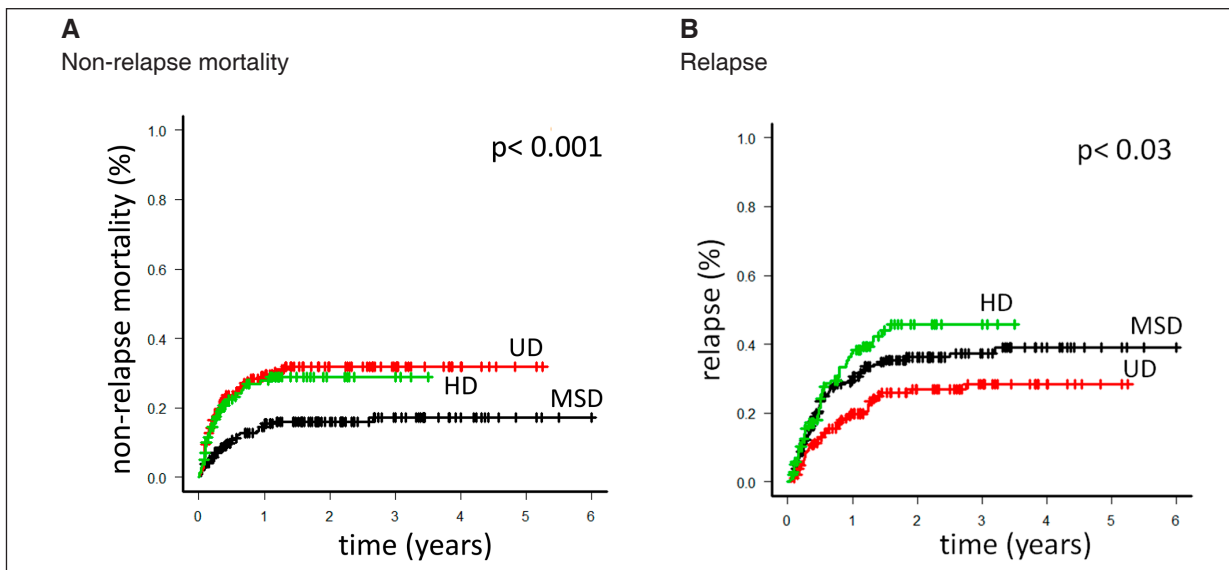 A
Non-relapse mortality
non-relapse mortality (%)
1.0
0.8
0.6
0.4
0.2
0.0
p< 0.001
UD
HD
MSD
0 1 2 3 4 5 6
time (years)
B
Relapse
relapse (%)
1.0
0.8
0.6
0.4
0.2
0.0
p< 0.03
HD
MSD
UD
0 1 2 3 4 5 6
time (years)